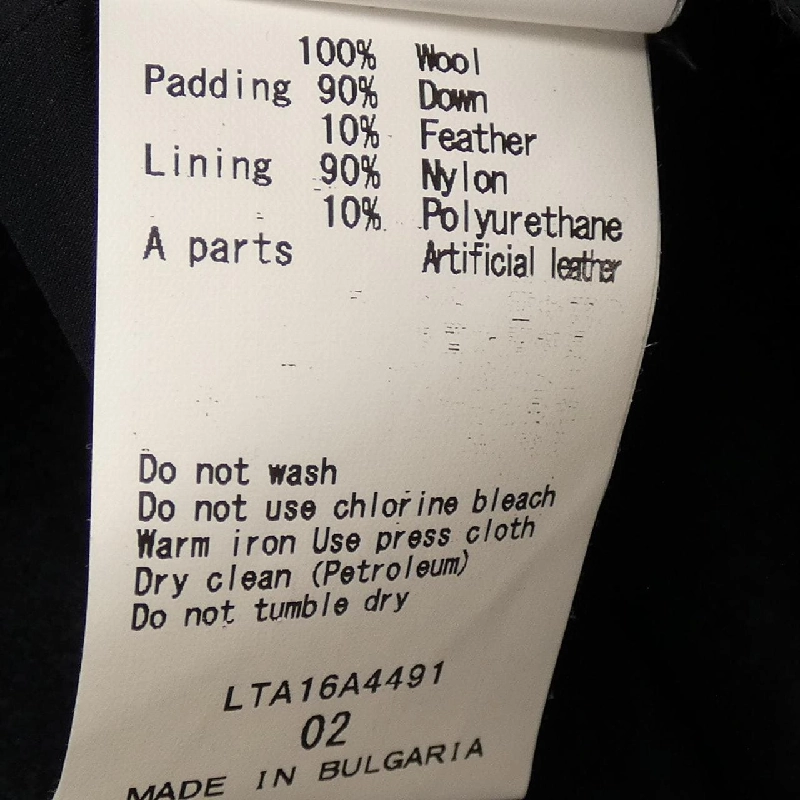 100% Wool
Padding 90% Down
10% Feather
Lining 90% Nylon
10% Polyurethane
A parts Artificial leather
Do not wash
Do not use chlorine bleach
Warm iron Use press cloth
Dry clean (Petroleum)
Do not tumble dry
LTA16A4491
02
MADE IN BULGARIA